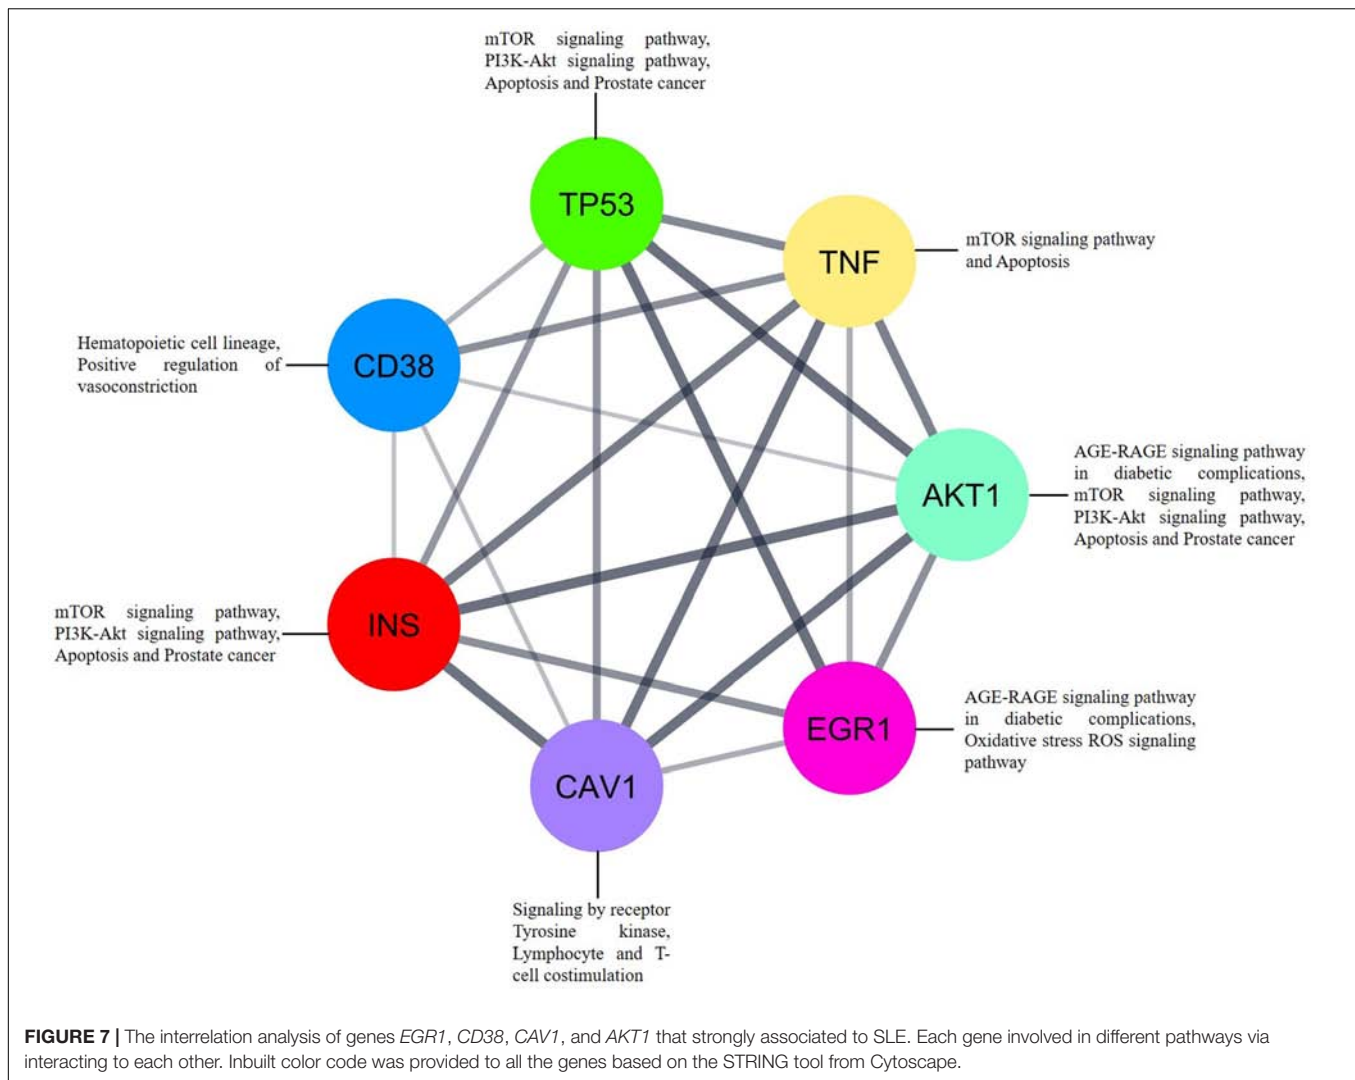 mTOR signaling pathway,
PI3K-Akt signaling pathway,
Apoptosis and Prostate cancer
TP53
TNF
mTOR signaling pathway
and Apoptosis
Hematopoietic cell lineage,
Positive regulation of
vasoconstriction
CD38
AKT1
AGE-RAGE signaling pathway
in diabetic complications,
mTOR signaling pathway,
PI3K-Akt signaling pathway,
Apoptosis and Prostate cancer
mTOR signaling pathway,
PI3K-Akt signaling pathway,
Apoptosis and Prostate cancer
INS
EGR1
AGE-RAGE signaling pathway
in diabetic complications,
Oxidative stress ROS signaling
pathway
CAV1
Signaling by receptor
Tyrosine kinase,
Lymphocyte and T-
cell costimulation
FIGURE 7 | The interrelation analysis of genes EGR1, CD38, CAV1, and AKT1 that strongly associated to SLE. Each gene involved in different pathways via
interacting to each other. Inbuilt color code was provided to all the genes based on the STRING tool from Cytoscape.